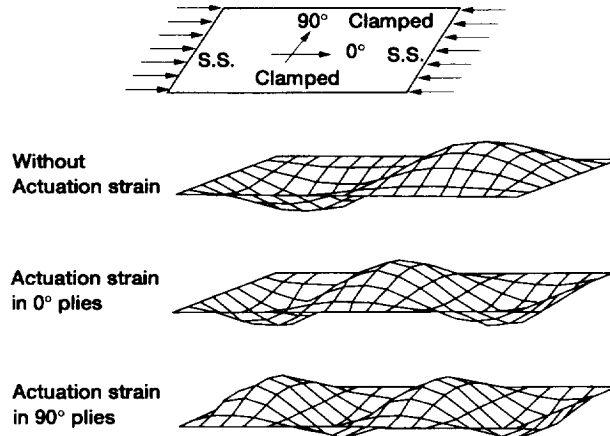 90° Clamped
S.S. 0° S.S.
Clamped
Without
Actuation strain
Actuation strain
in 0° plies
Actuation strain
in 90° plies